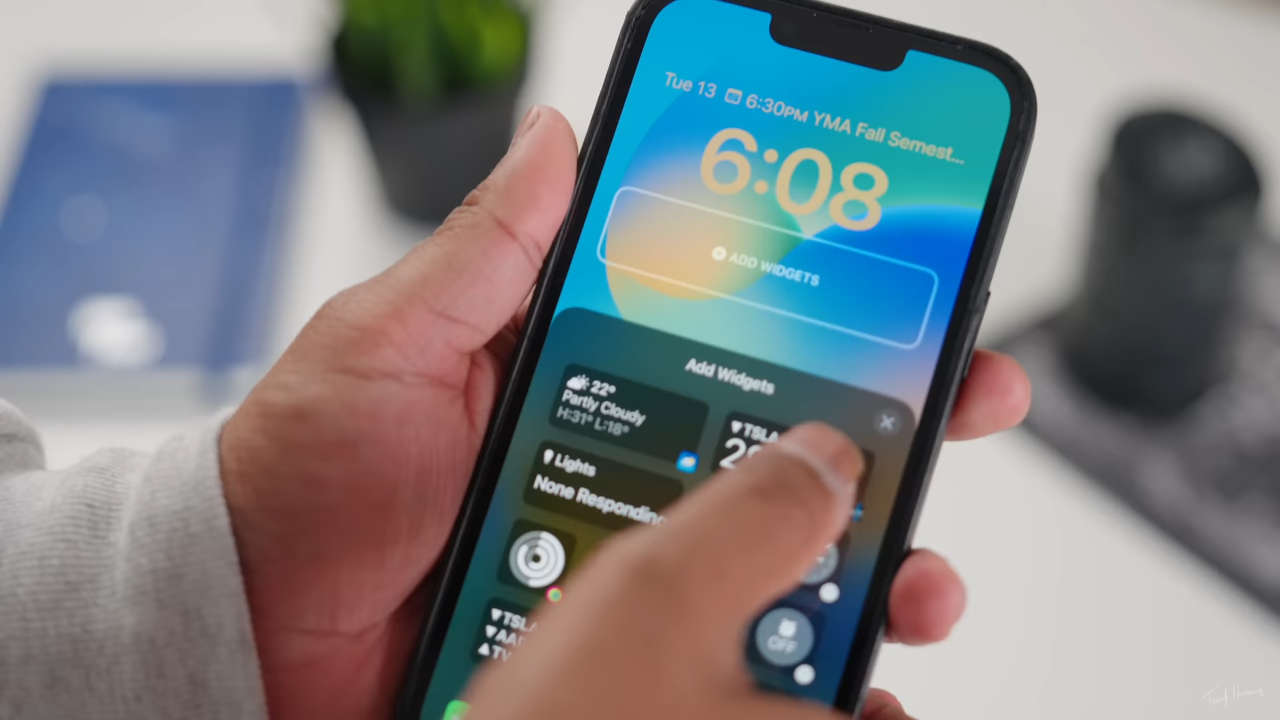 Tue 13 6:30PM YMA Fall Semest...
6:08
ADD WIDGETS
Add Widgets
22°
Partly Cloudy
H:31° L:18°
TSLA
Lights
None Responding
OFF